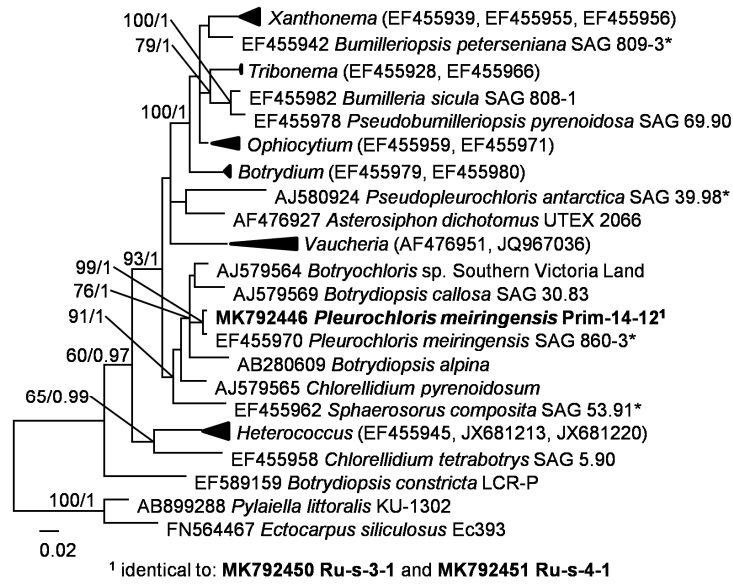 Xanthonema (EF455939, EF455955, EF455956)
100/1
EF455942 Bumilleriopsis peterseniana SAG 809-3*
79/1
Tribonema (EF455928, EF455966)
EF455982 Bumilleria sicula SAG 808-1
100/1
EF455978 Pseudobumilleriopsis pyrenoidosa SAG 69.90
Ophiocytium (EF455959, EF455971)
Botrydium (EF455979, EF455980)
AJ580924 Pseudopleurochloris antarctica SAG 39.98*
AF476927 Asterosiphon dichotomus UTEX 2066
Vaucheria (AF476951, JQ967036)
93/1
99/1
AJ579564 Botryochloris sp. Southern Victoria Land
76/1
AJ579569 Botrydiopsis callosa SAG 30.83
91/1
MK792446 Pleurochloris meiringensis Prim-14-12¹
EF455970 Pleurochloris meiringensis SAG 860-3*
60/0.97
AB280609 Botrydiopsis alpina
AJ579565 Chlorellidium pyrenoidosum
65/0.99
EF455962 Sphaerosorus composita SAG 53.91*
Heterococcus (EF455945, JX681213, JX681220)
EF455958 Chlorellidium tetrabotrys SAG 5.90
EF589159 Botrydiopsis constricta LCR-P
100/1
AB899288 Pylaiella littoralis KU-1302
FN564467 Ectocarpus siliculosus Ec393
0.02
¹ identical to: MK792450 Ru-s-3-1 and MK792451 Ru-s-4-1